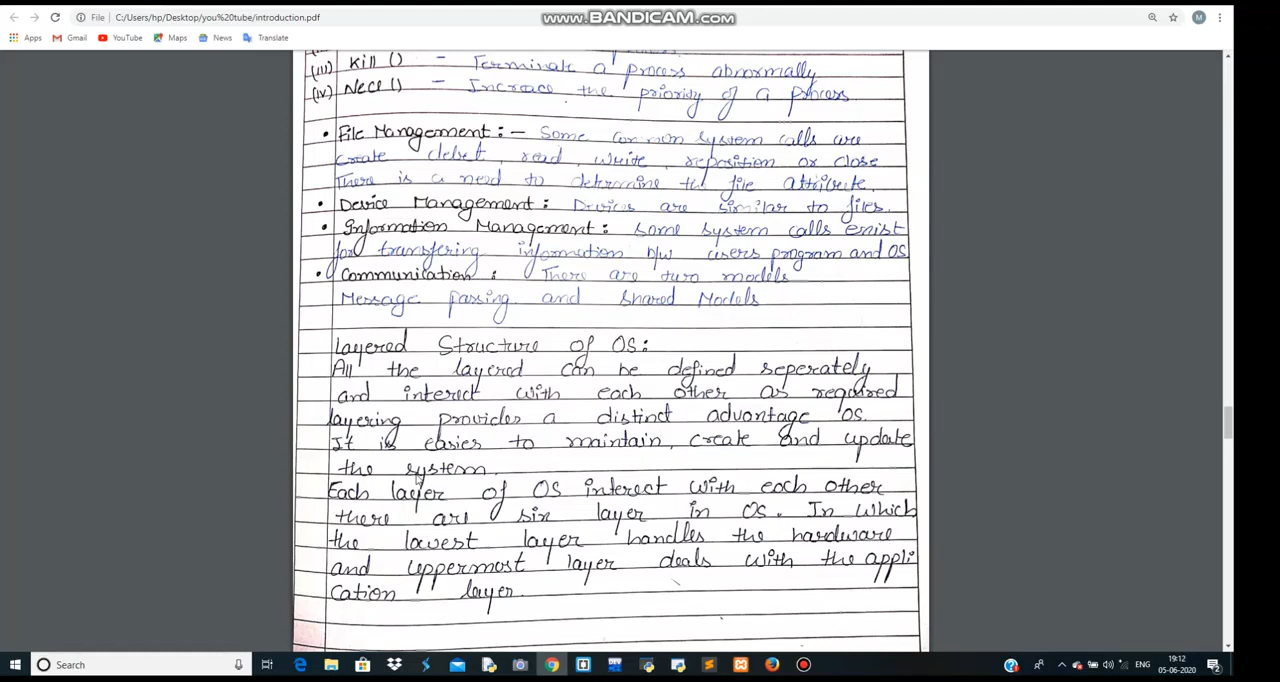 File | C:/Users/hp/Desktop/you%20tube/introduction.pdf
www.BANDICAM.com
M
Apps Gmail YouTube Maps News Translate
(iii) Kill () - Terminate a process abnormally
(iv) Nece () - Increace the priority of a process
• File Management :- Some common system calls are
create delet, read, write, reposition or close
There is a need to determine the file attribute.
• Device Management : Devices are similar to files.
• Information Management : some system calls exist
for transfering information b/w users program and OS
• Communication : There are two models
Message passing and shared Models
Layered Structure of OS:
All the layered can be defined seperately
and interect with each other as required
layering provides a distinct advantage OS.
It is easies to maintain, create and update
the system.
Each layer of OS interect with each other
there are six layer in OS. In which
the lowest layer handles the hardware
and uppermost layer deals with the appli
cation layer.
Search
ENG
19:12
05-06-2020
2